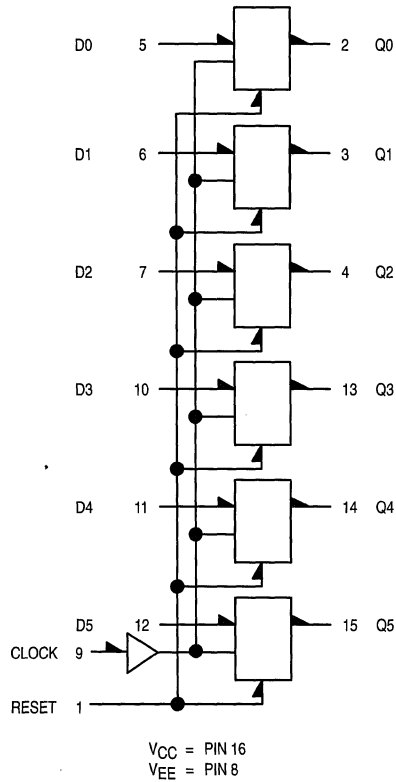 D0 5 2 Q0
D1 6 3 Q1
D2 7 4 Q2
D3 10 13 Q3
D4 11 14 Q4
D5 12 15 Q5
CLOCK 9
RESET 1
VCC = PIN 16
VEE = PIN 8